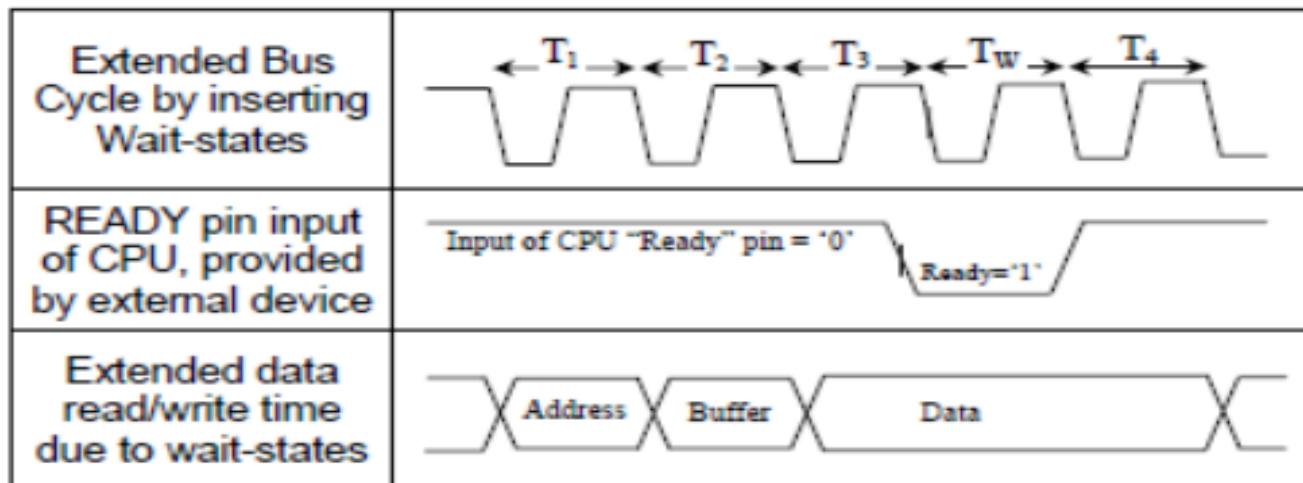 Extended Bus
Cycle by inserting
Wait-states
T1 T2 T3 TW T4
READY pin input
of CPU, provided
by external device
Input of CPU “Ready” pin = ‘0’
Ready=‘1’
Extended data
read/write time
due to wait-states
Address Buffer Data